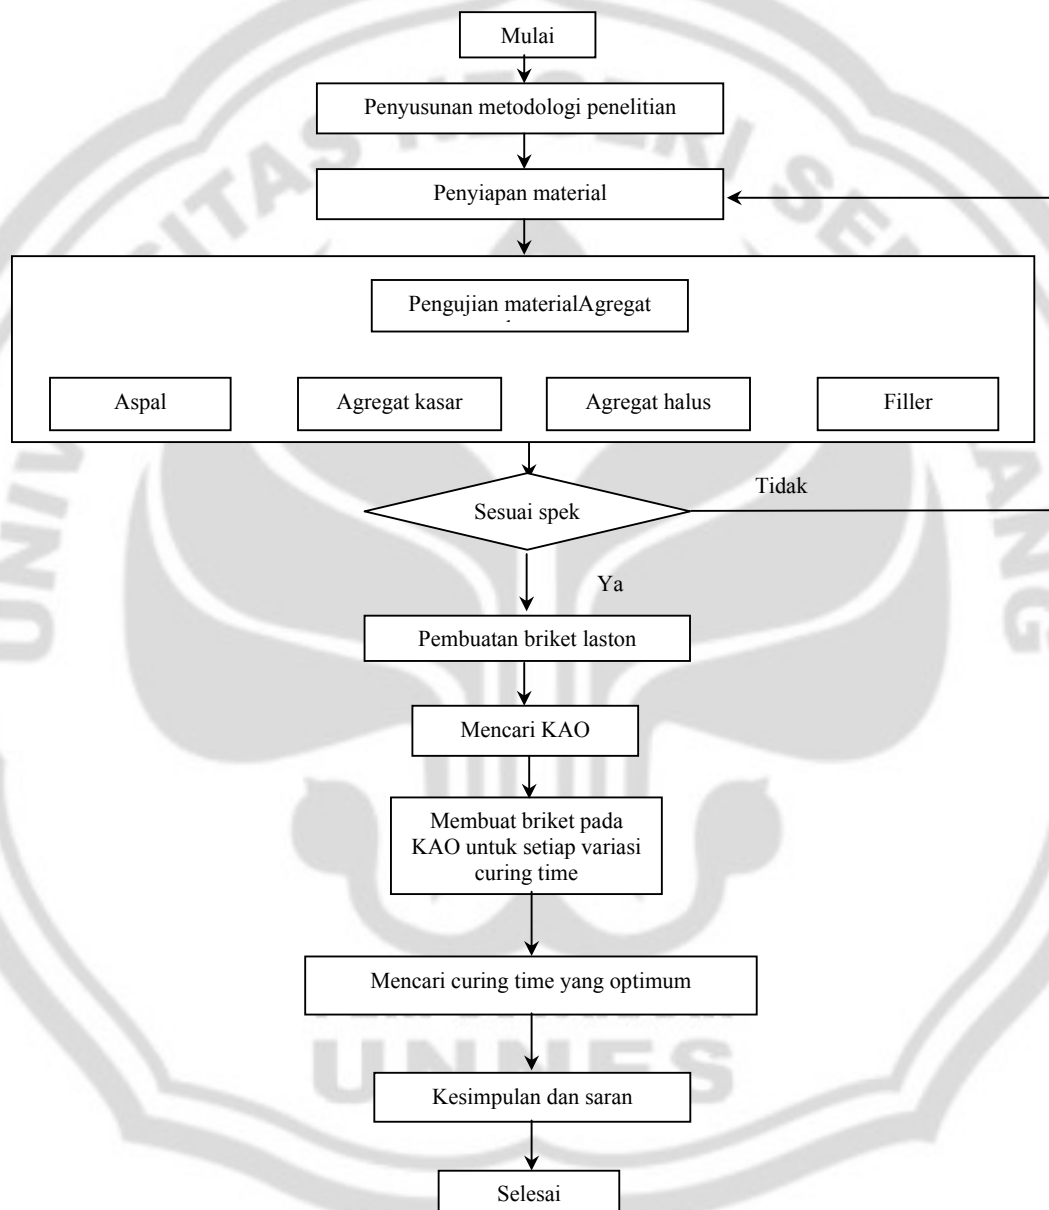 Mulai
Penyusunan metodologi penelitian
Penyiapan material
Pengujian materialAgregat
Aspal
Agregat kasar
Agregat halus
Filler
Sesuai spek
Tidak
Ya
Pembuatan briket laston
Mencari KAO
Membuat briket pada
KAO untuk setiap variasi
curing time
Mencari curing time yang optimum
UNNES
Kesimpulan dan saran
Selesai